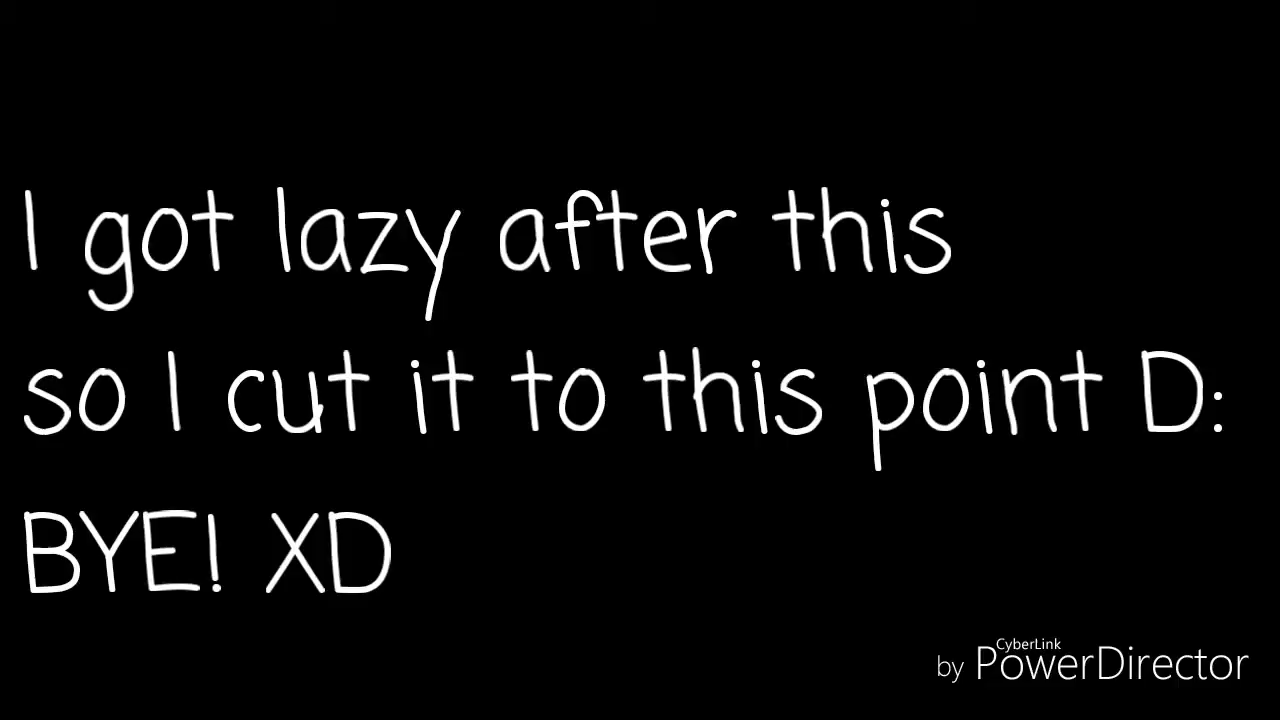 I got lazy after this
so I cut it to this point D:
BYE! XD
CyberLink
by PowerDirector